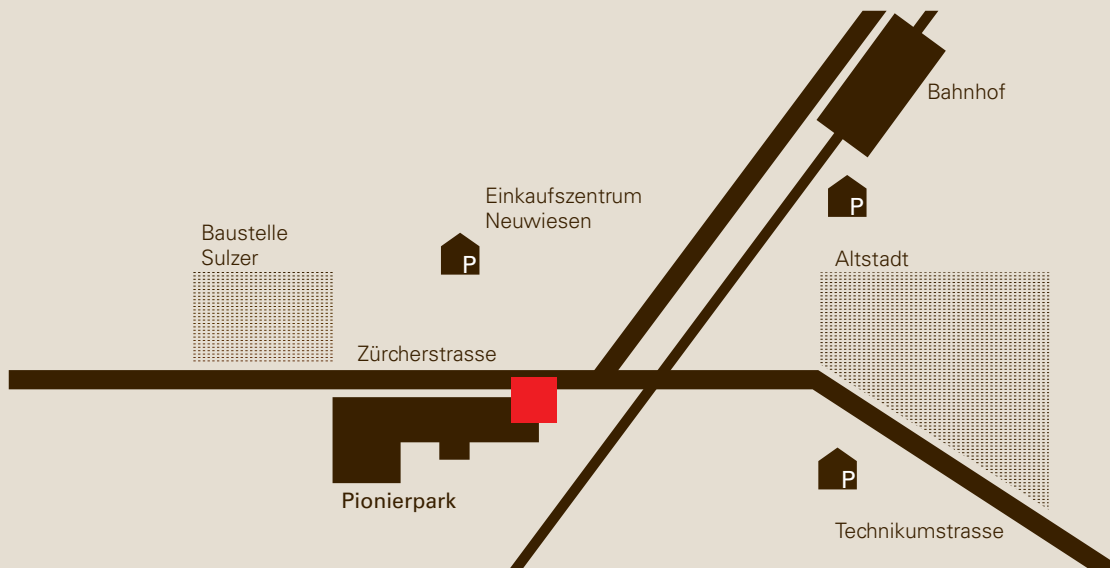 Bahnhof
Einkaufszentrum
Neuwiesen
P
Baustelle
Sulzer
P
Altstadt
Zürcherstrasse
P
Pionierpark
Technikumstrasse